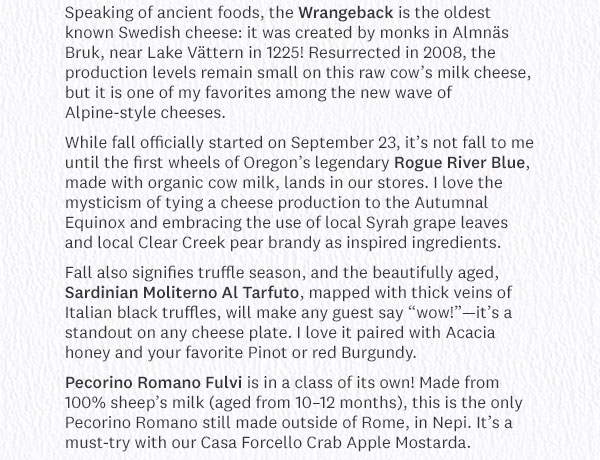 Speaking of ancient foods, the Wrangeback is the oldest
known Swedish cheese: it was created by monks in Almnäs
Bruk, near Lake Vättern in 1225! Resurrected in 2008, the
production levels remain small on this raw cow’s milk cheese,
but it is one of my favorites among the new wave of
Alpine-style cheeses.
While fall officially started on September 23, it’s not fall to me
until the first wheels of Oregon’s legendary Rogue River Blue,
made with organic cow milk, lands in our stores. I love the
mysticism of tying a cheese production to the Autumnal
Equinox and embracing the use of local Syrah grape leaves
and local Clear Creek pear brandy as inspired ingredients.
Fall also signifies truffle season, and the beautifully aged,
Sardinian Moliterno Al Tarfuto, mapped with thick veins of
Italian black truffles, will make any guest say “wow!”—it’s a
standout on any cheese plate. I love it paired with Acacia
honey and your favorite Pinot or red Burgundy.
Pecorino Romano Fulvi is in a class of its own! Made from
100% sheep’s milk (aged from 10–12 months), this is the only
Pecorino Romano still made outside of Rome, in Nepi. It’s a
must-try with our Casa Forcello Crab Apple Mostarda.